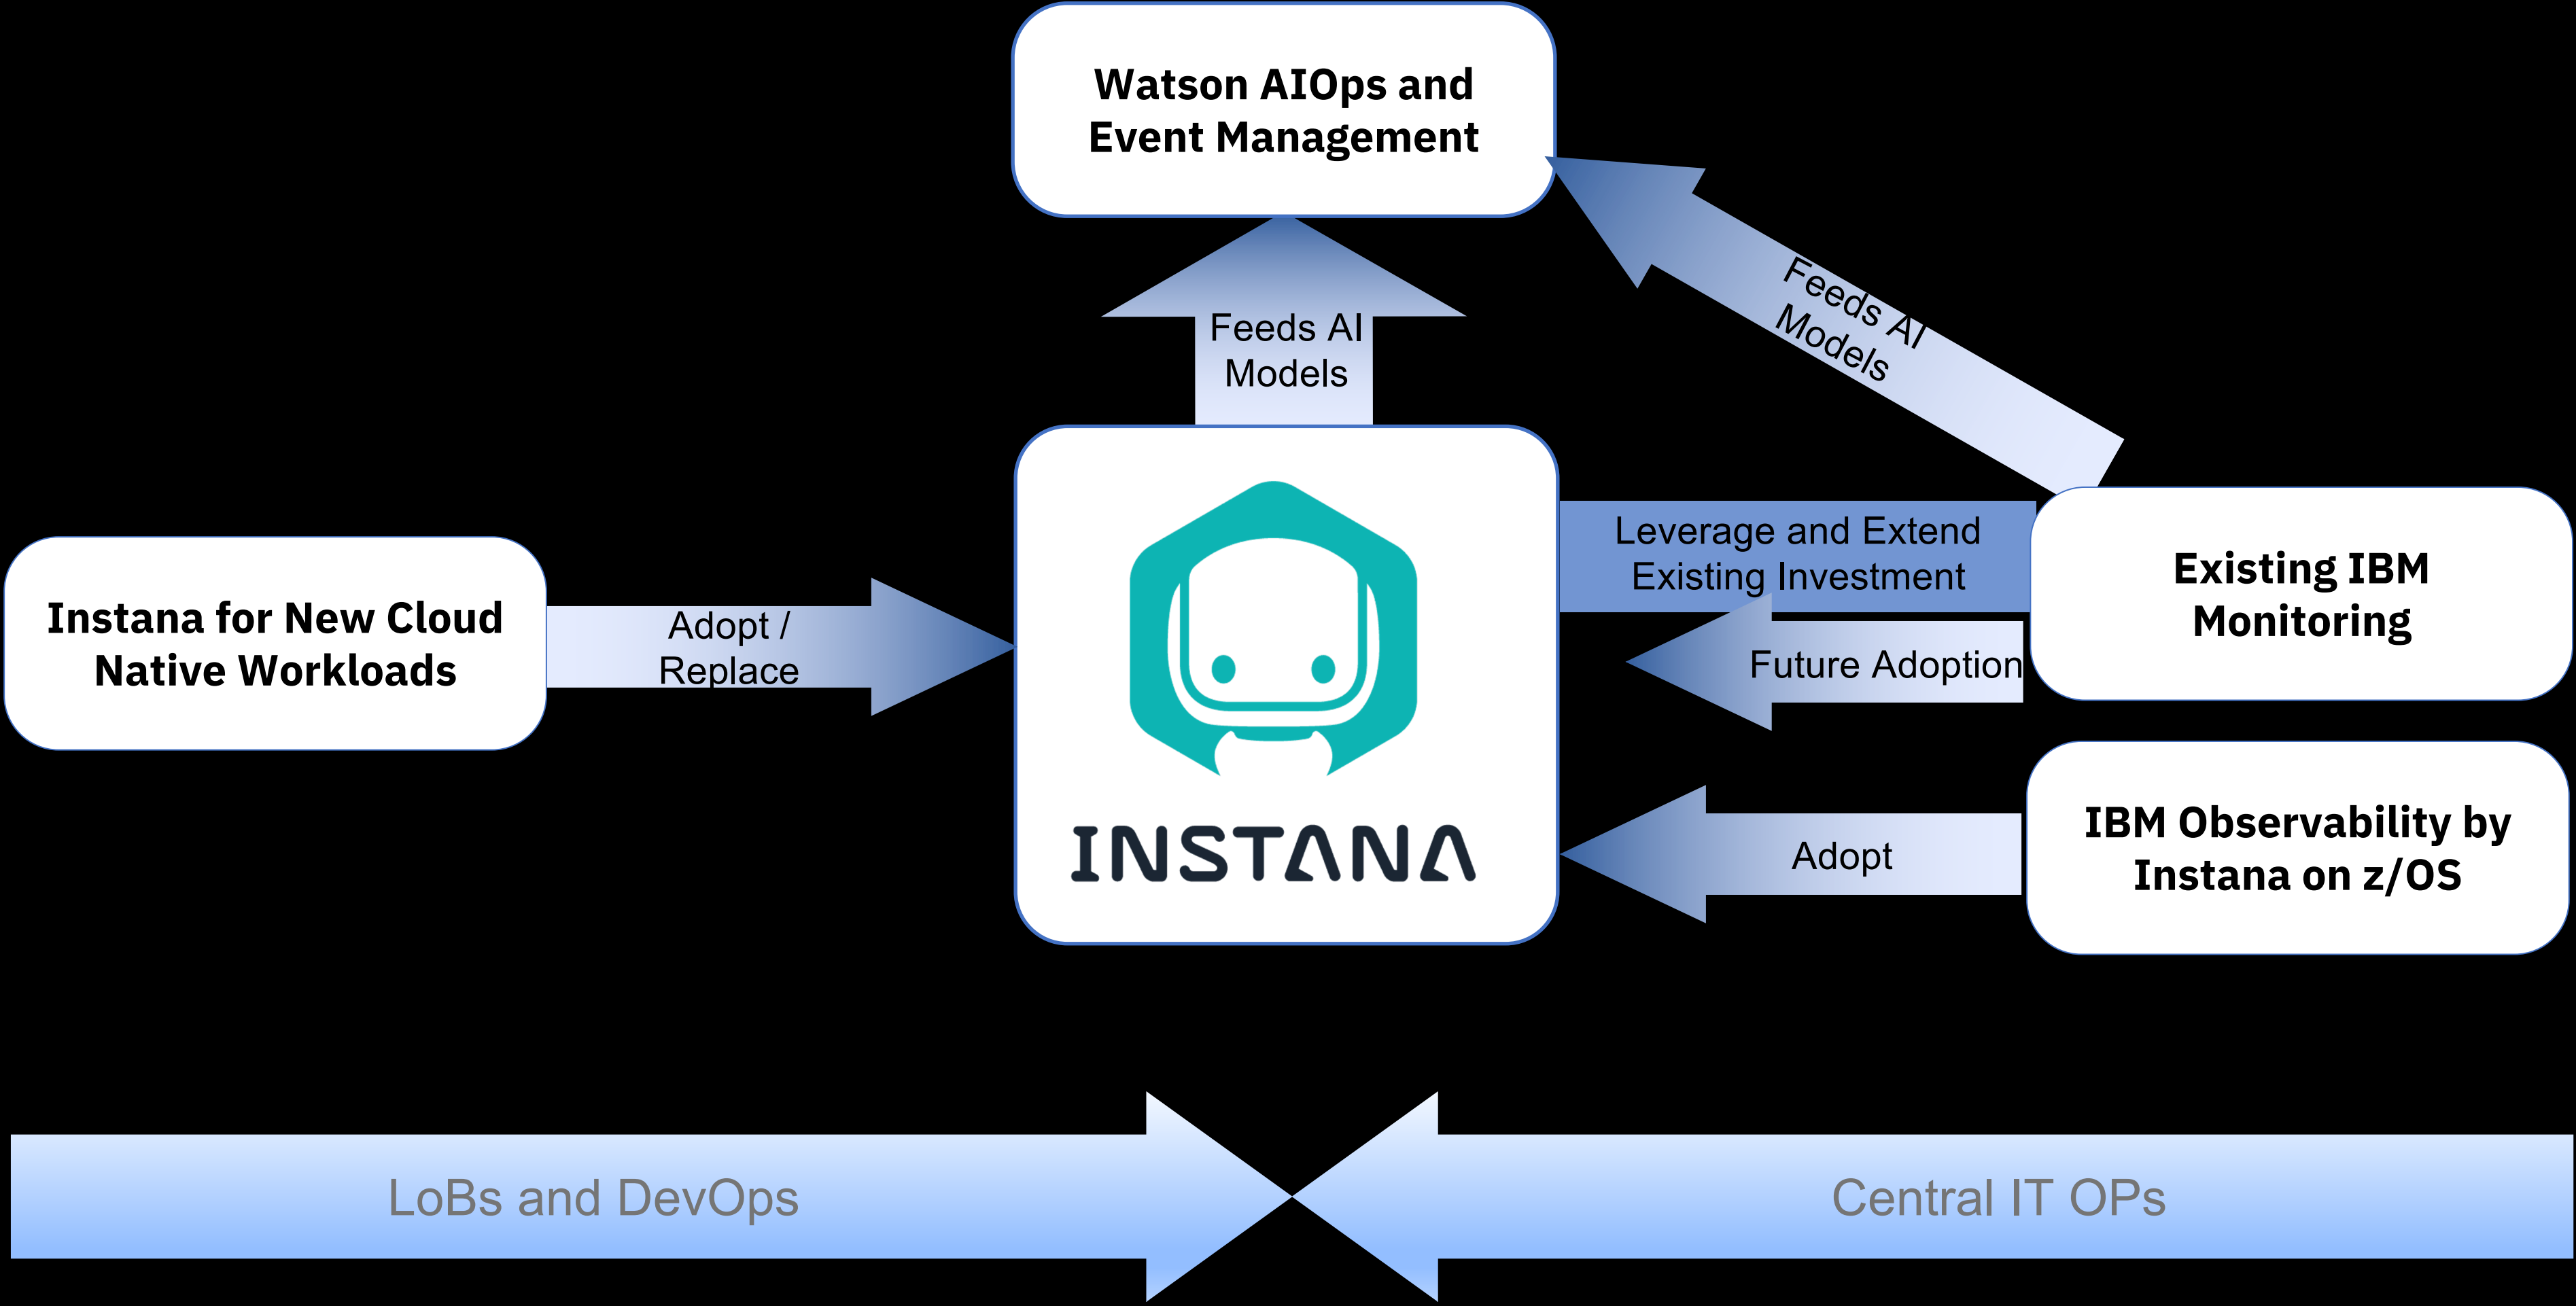 Watson AIOps and
Event Management
Feeds AI
Models
Feeds AI
Models
Leverage and Extend
Existing Investment
Existing IBM
Monitoring
Instana for New Cloud
Native Workloads
Adopt /
Replace
Future Adoption
INSTANA
Adopt
IBM Observability by
Instana on z/OS
LoBs and DevOps
Central IT OPs